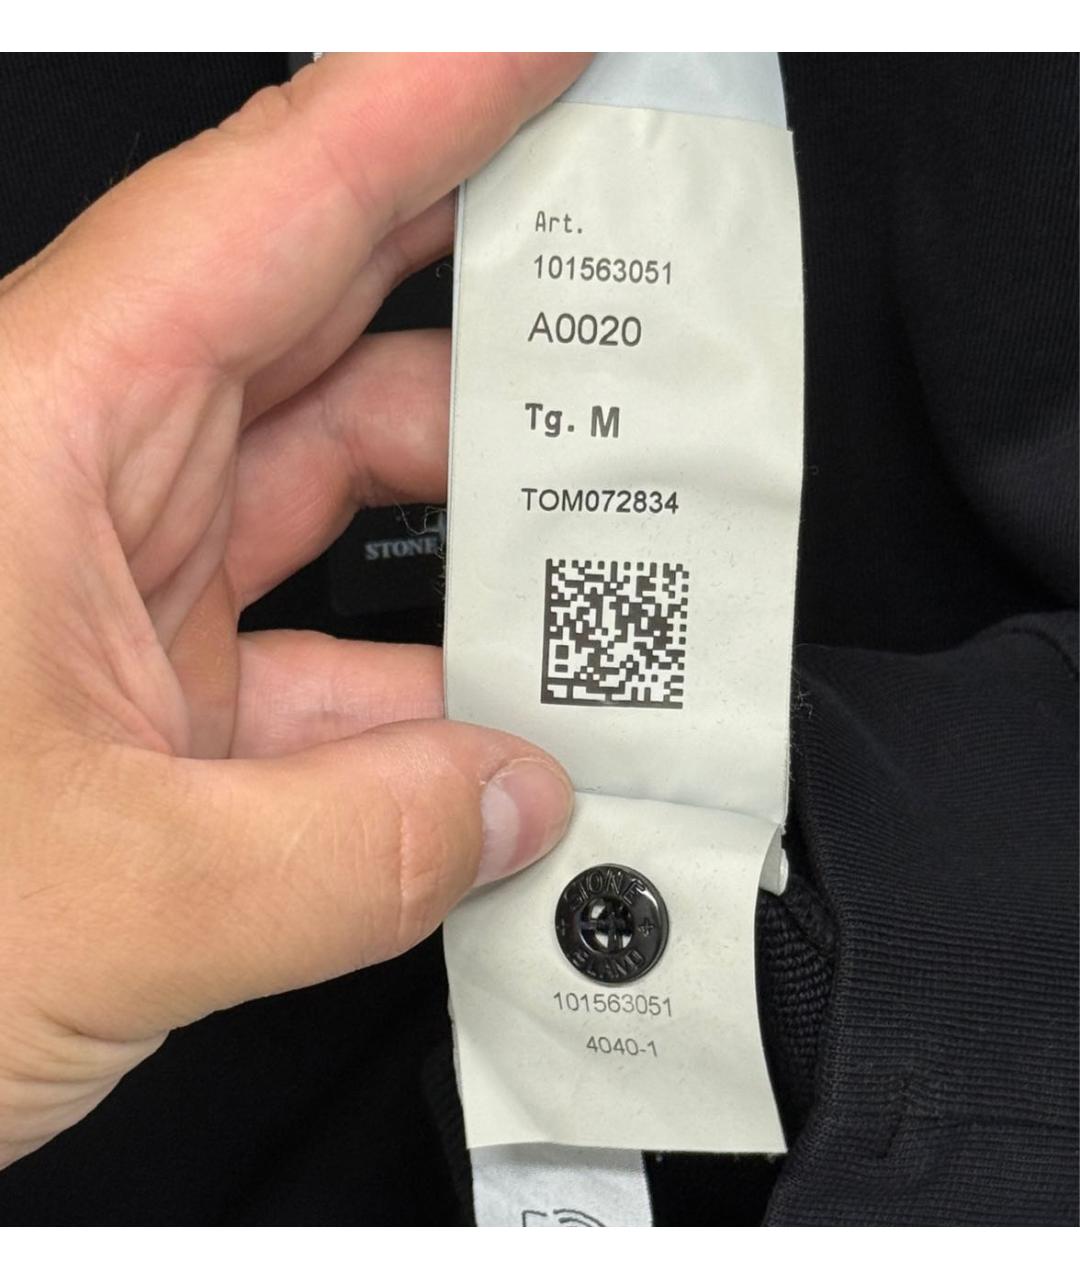 Art.
101563051
A0020
Tg. M
TOM072834
STONE
STONE
ISLAND
101563051
4040-1